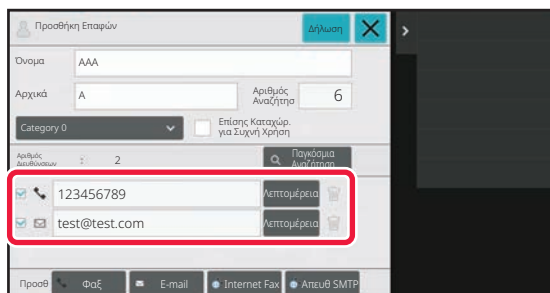 Προσθήκη Επαφών Δήλωση
Όνομα AAA
Αρχικά A Αριθμός Αναζήτησ 6
Category 0 Επίσης Καταχώρ. για Συχνή Χρήση
Αριθμός Διευθύνσεων : 2 Παγκόσμια Αναζήτηση
123456789 Λεπτομέρεια
test@test.com Λεπτομέρεια
Προσθ Φαξ E-mail Internet Fax Απευθ SMTP